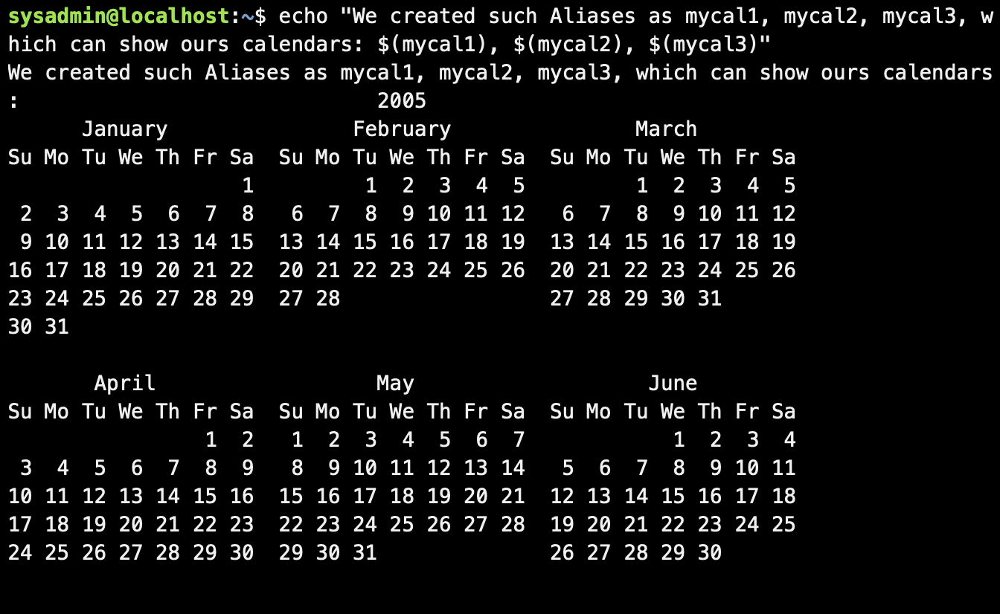 sysadmin@localhost:~$ echo "We created such Aliases as mycal1, mycal2, mycal3, w
hich can show ours calendars: $(mycal1), $(mycal2), $(mycal3)"
We created such Aliases as mycal1, mycal2, mycal3, which can show ours calendars
:                             2005
      January               February               March
Su Mo Tu We Th Fr Sa  Su Mo Tu We Th Fr Sa  Su Mo Tu We Th Fr Sa
                   1         1  2  3  4  5         1  2  3  4  5
 2  3  4  5  6  7  8   6  7  8  9 10 11 12   6  7  8  9 10 11 12
 9 10 11 12 13 14 15  13 14 15 16 17 18 19  13 14 15 16 17 18 19
16 17 18 19 20 21 22  20 21 22 23 24 25 26  20 21 22 23 24 25 26
23 24 25 26 27 28 29  27 28                 27 28 29 30 31
30 31

       April                  May                   June
Su Mo Tu We Th Fr Sa  Su Mo Tu We Th Fr Sa  Su Mo Tu We Th Fr Sa
                1  2   1  2  3  4  5  6  7            1  2  3  4
 3  4  5  6  7  8  9   8  9 10 11 12 13 14   5  6  7  8  9 10 11
10 11 12 13 14 15 16  15 16 17 18 19 20 21  12 13 14 15 16 17 18
17 18 19 20 21 22 23  22 23 24 25 26 27 28  19 20 21 22 23 24 25
24 25 26 27 28 29 30  29 30 31              26 27 28 29 30